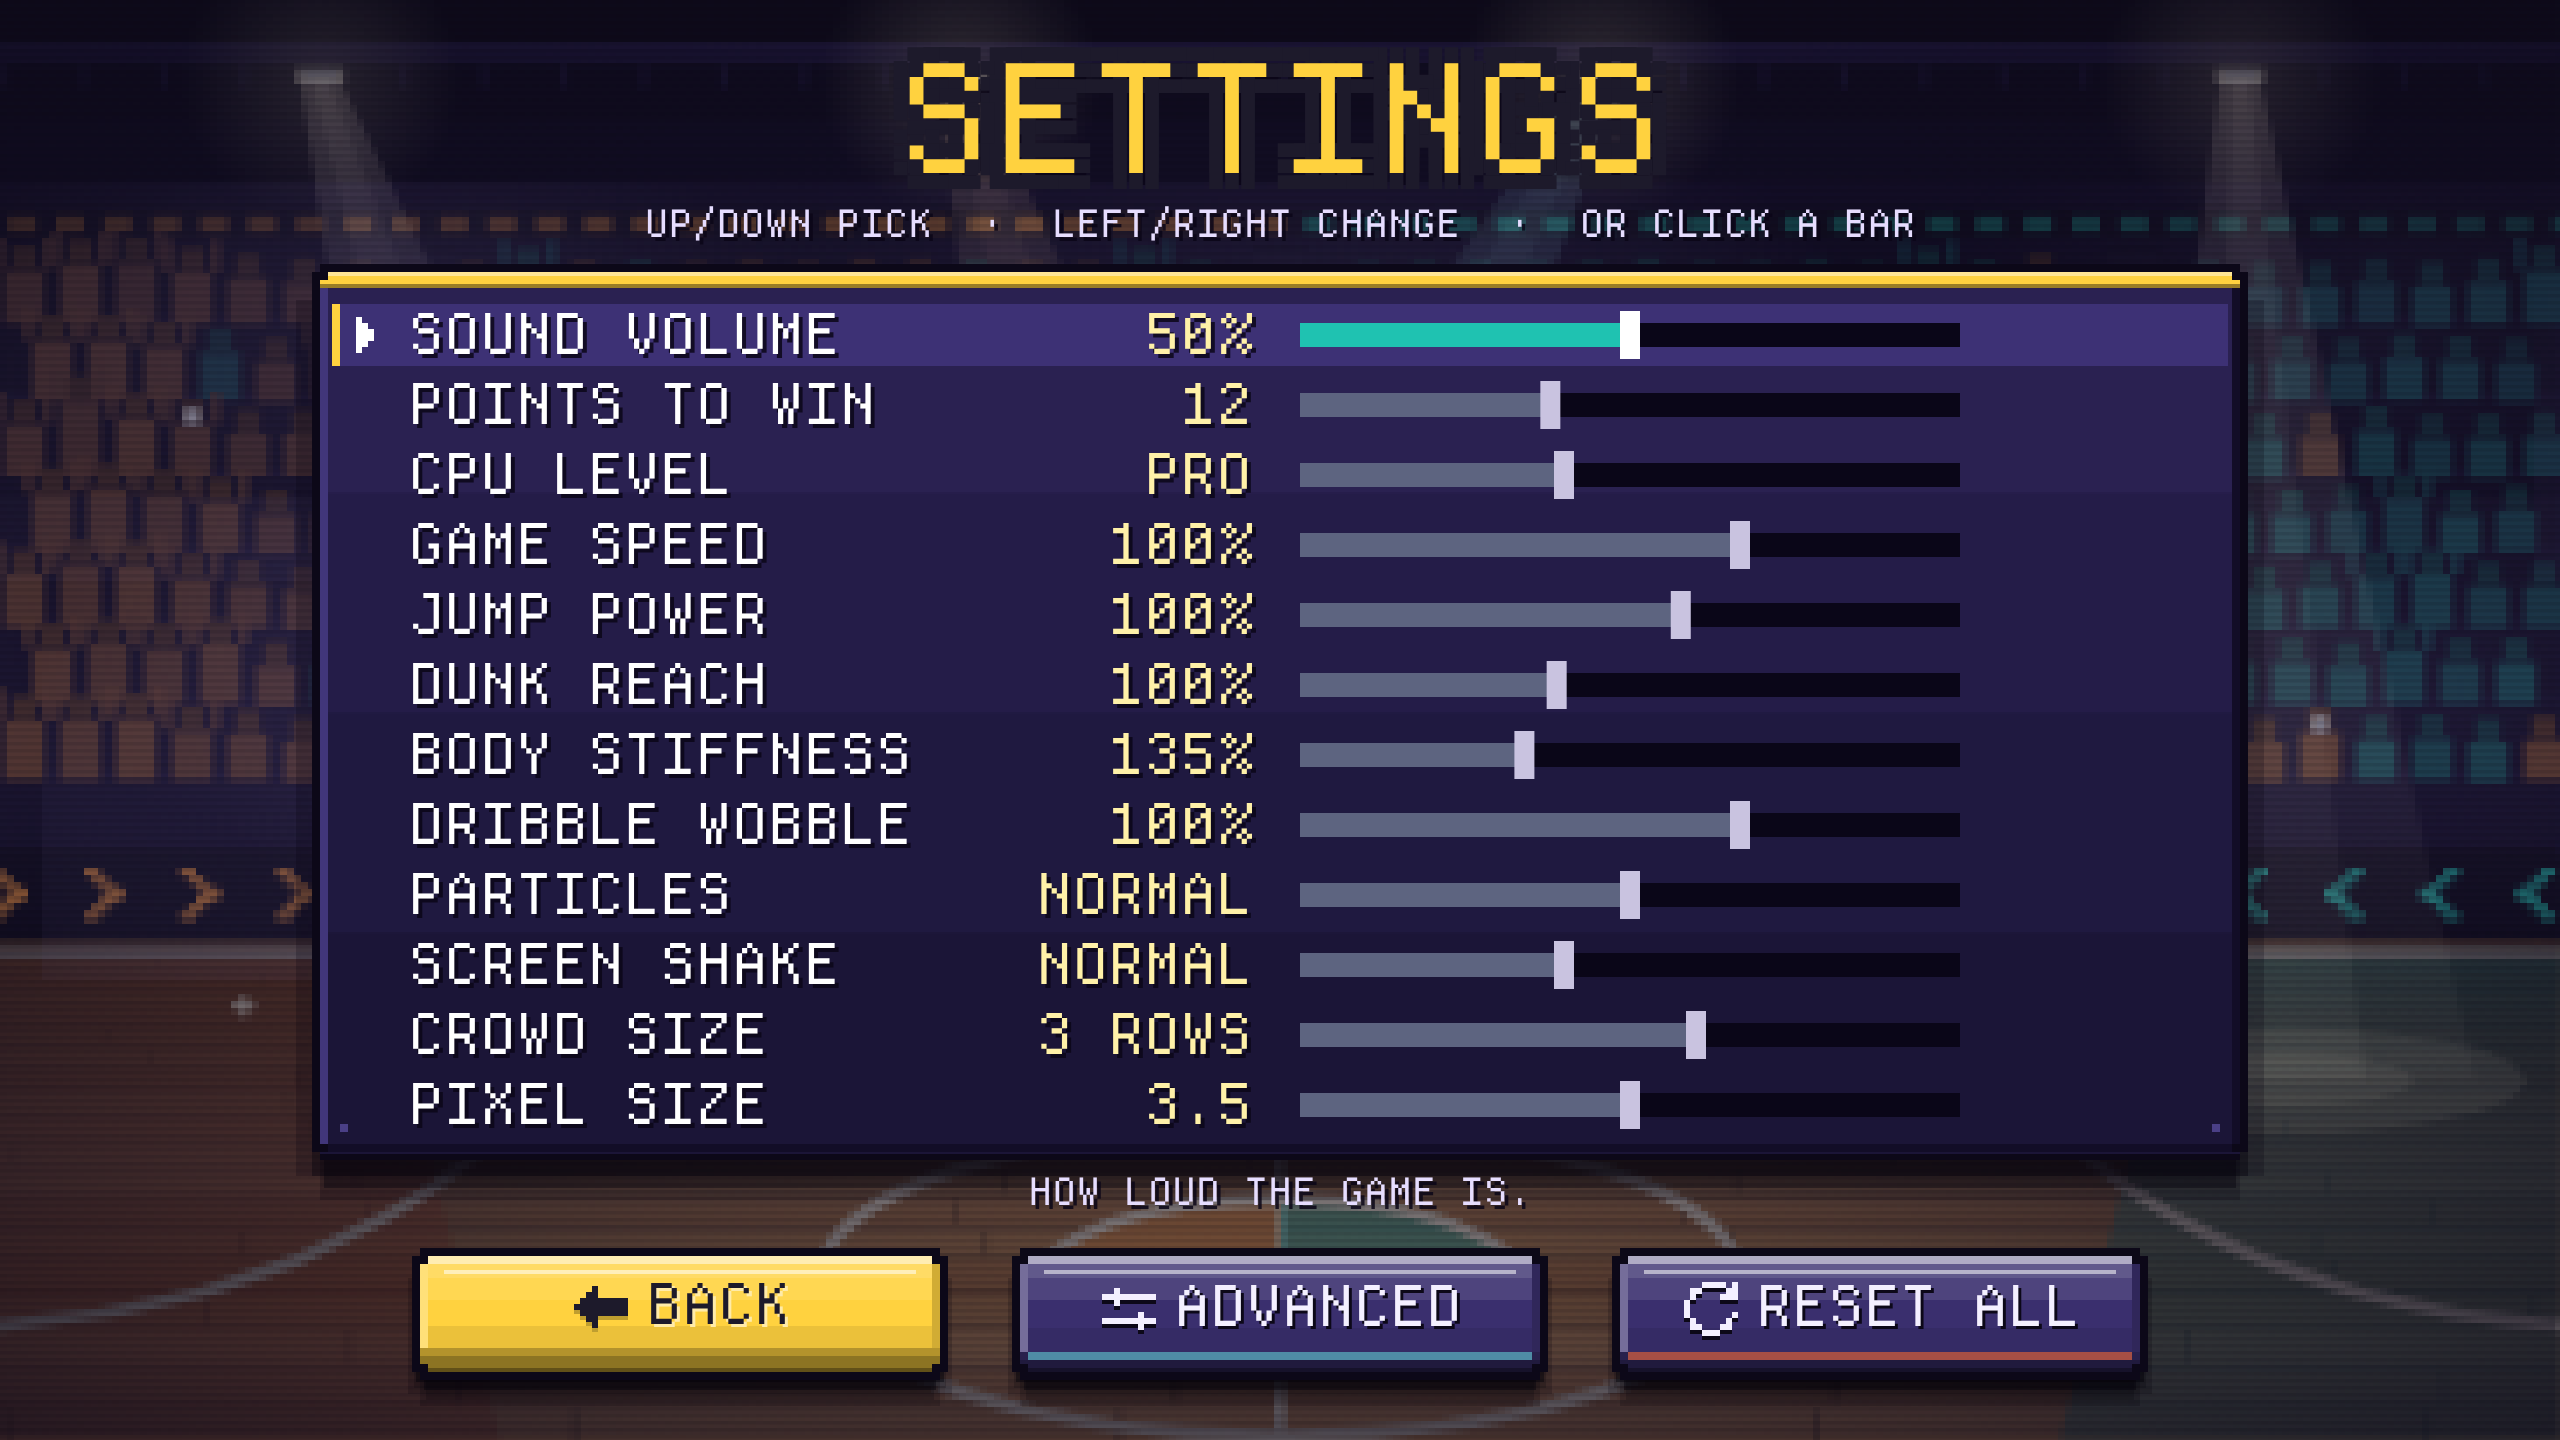 SETTINGS
UP/DOWN PICK · LEFT/RIGHT CHANGE · OR CLICK A BAR
SOUND VOLUME 50%
POINTS TO WIN 12
CPU LEVEL PRO
GAME SPEED 100%
JUMP POWER 100%
DUNK REACH 100%
BODY STIFFNESS 135%
DRIBBLE WOBBLE 100%
PARTICLES NORMAL
SCREEN SHAKE NORMAL
CROWD SIZE 3 ROWS
PIXEL SIZE 3.5
HOW LOUD THE GAME IS.
BACK ADVANCED RESET ALL